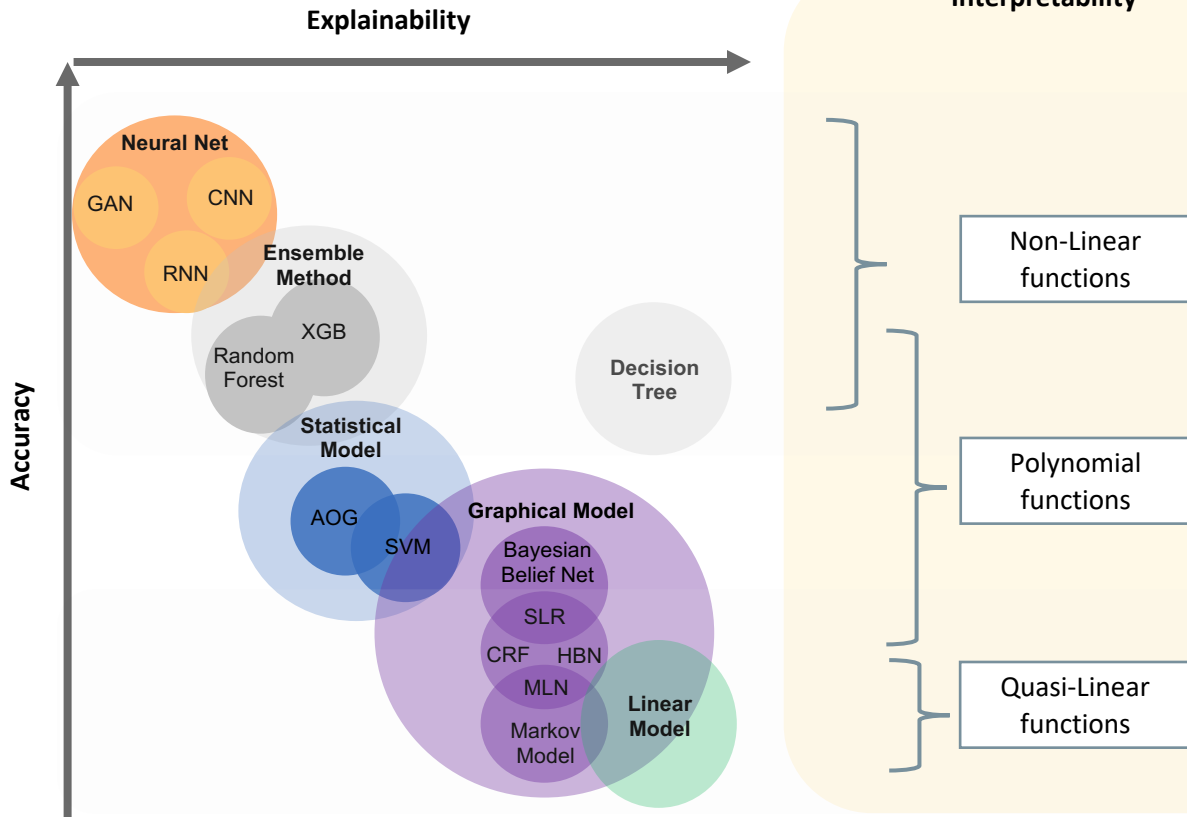 Interpretability
Explainability
Accuracy
Neural Net
GAN
CNN
RNN
Ensemble
Method
XGB
Random
Forest
Decision
Tree
Statistical
Model
AOG
SVM
Graphical Model
Bayesian
Belief Net
SLR
CRF
HBN
MLN
Markov
Model
Linear
Model
Non-Linear
functions
Polynomial
functions
Quasi-Linear
functions